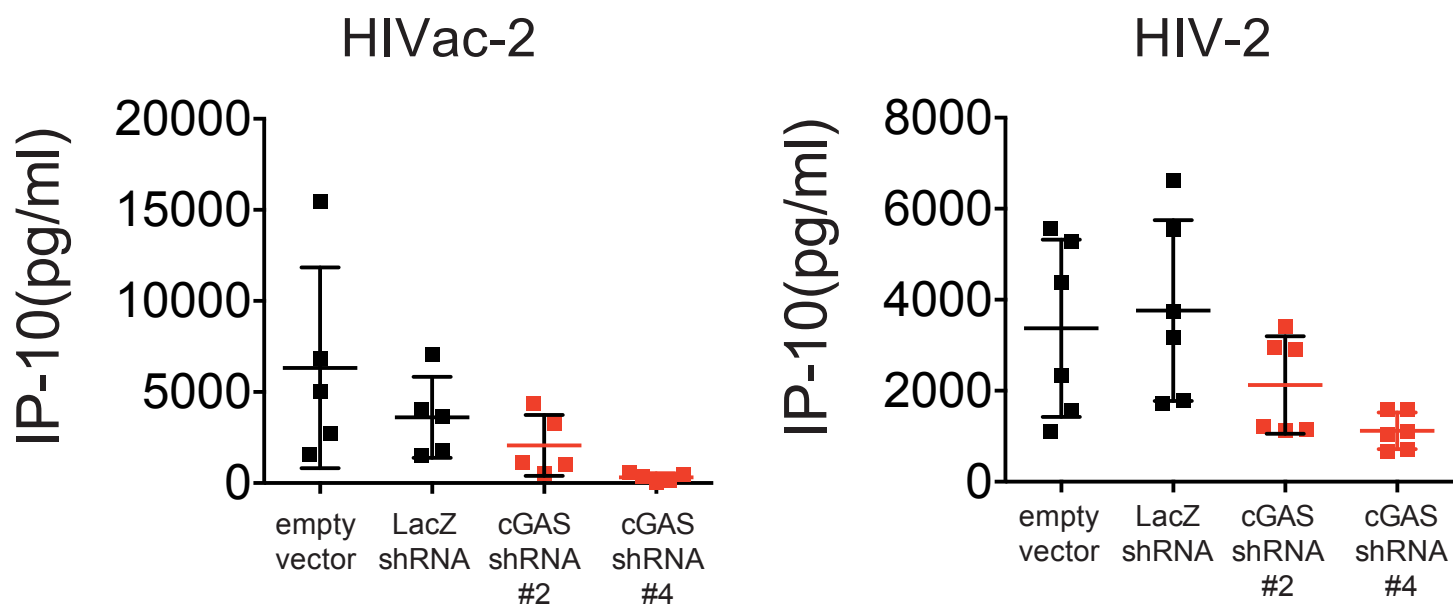 HIVac-2
IP-10(pg/ml)
20000
15000
10000
5000
0
empty
vector
LacZ
shRNA
cGAS
shRNA
#2
cGAS
shRNA
#4
HIV-2
IP-10(pg/ml)
8000
6000
4000
2000
0
empty
vector
LacZ
shRNA
cGAS
shRNA
#2
cGAS
shRNA
#4